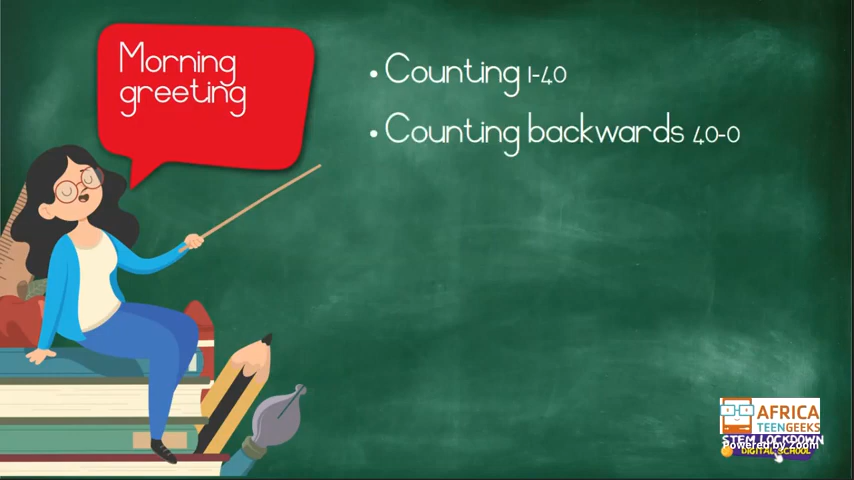 Morning
greeting
• Counting 1-40
• Counting backwards 40-0
AFRICA
TEENGEEKS
STEM LOCKDOWN
Powered by Zoom
DIGITAL SCHOOL